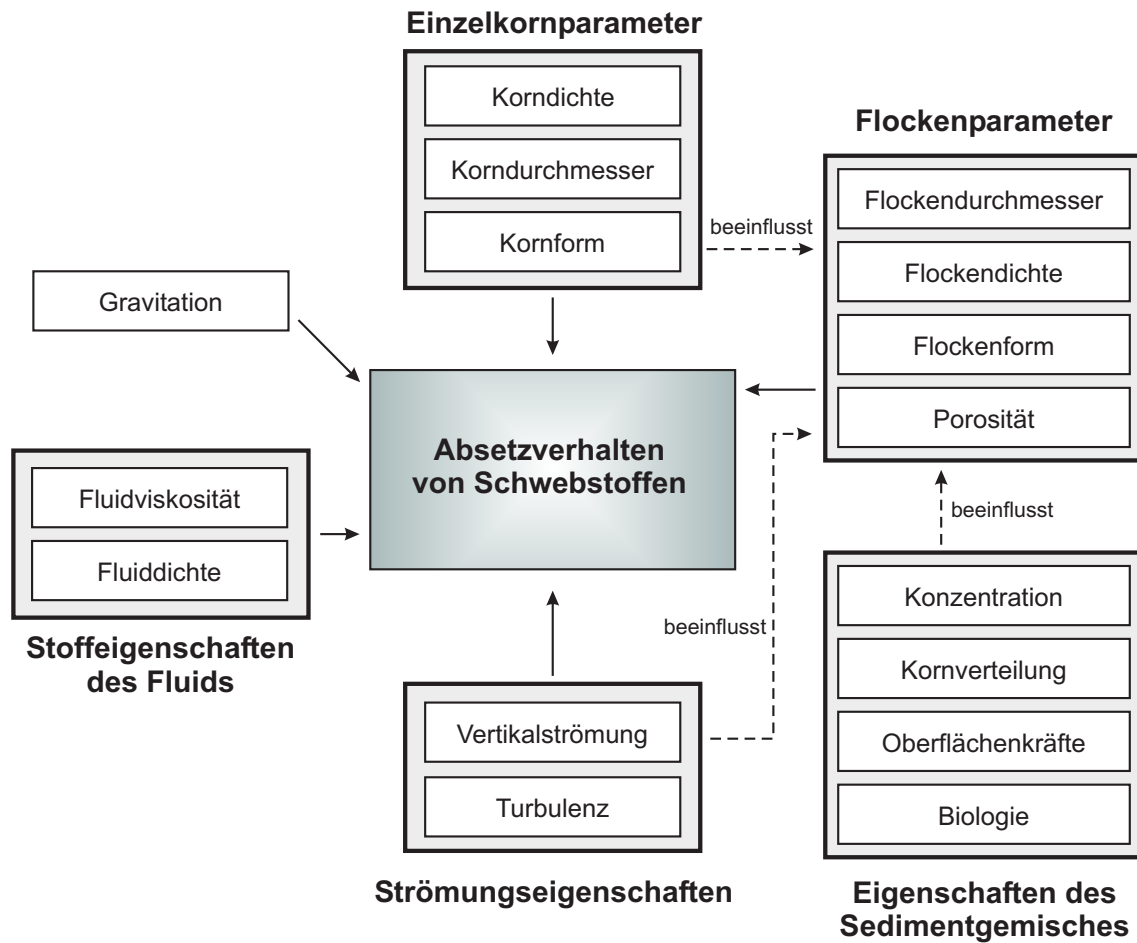 Einzelkornparameter
Korndichte
Korndurchmesser
Kornform
beeinflusst
Flockenparameter
Flockendurchmesser
Flockendichte
Flockenform
Porosität
Gravitation
Absetzverhalten
von Schwebstoffen
Fluidviskosität
Fluiddichte
Stoffeigenschaften
des Fluids
beeinflusst
beeinflusst
Vertikalströmung
Turbulenz
Strömungseigenschaften
Konzentration
Kornverteilung
Oberflächenkräfte
Biologie
Eigenschaften des
Sedimentgemisches